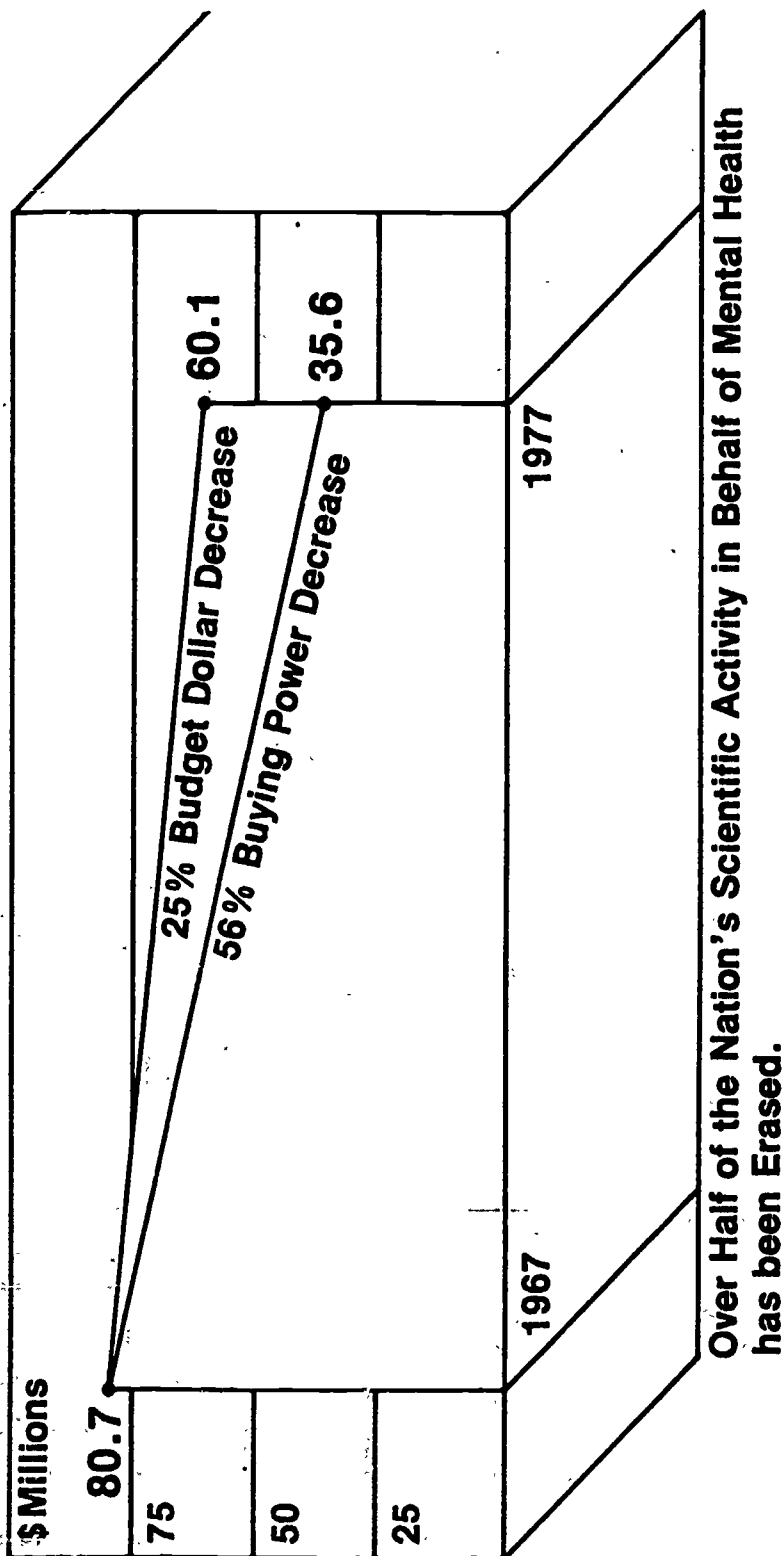 $ Millions
80.7
75
50
25
25% Budget Dollar Decrease
60.1
56% Buying Power Decrease
35.6
1967
1977
Over Half of the Nation's Scientific Activity in Behalf of Mental Health
has been Erased.